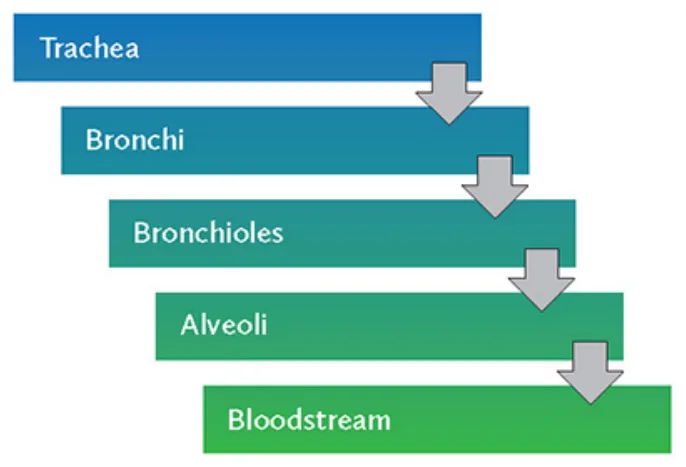 Trachea
Bronchi
Bronchioles
Alveoli
Bloodstream